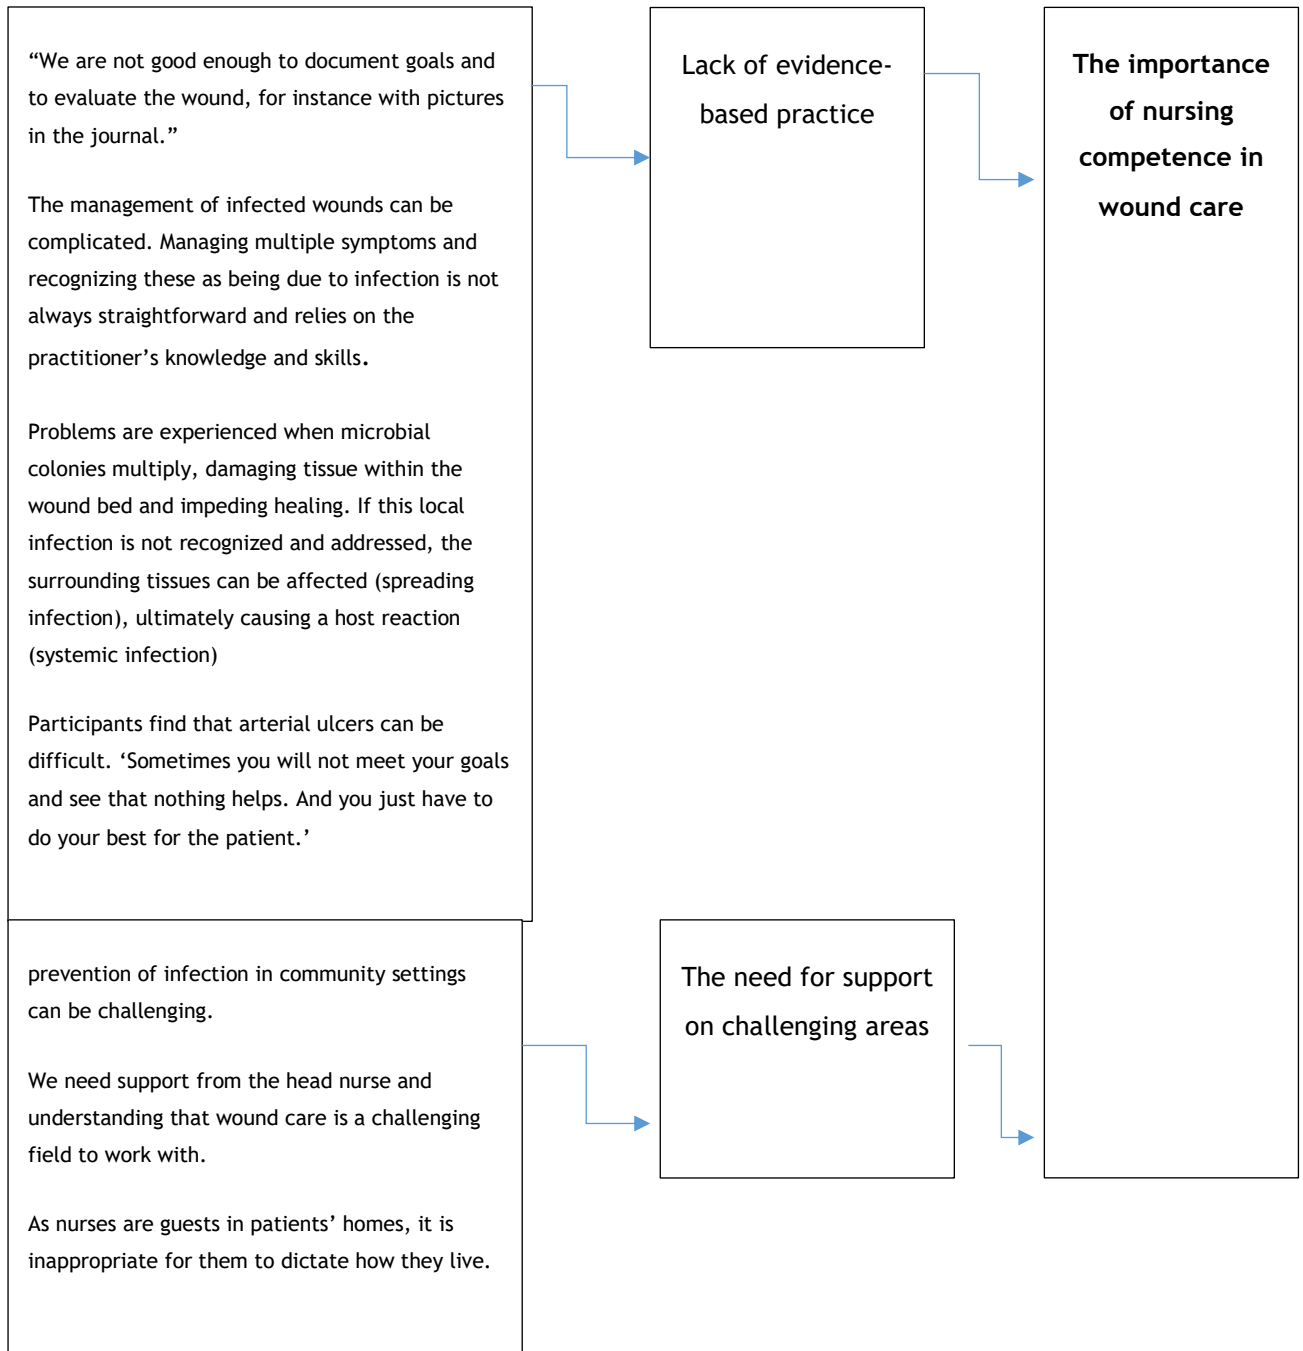 “We are not good enough to document goals and
to evaluate the wound, for instance with pictures
in the journal.”
The management of infected wounds can be
complicated. Managing multiple symptoms and
recognizing these as being due to infection is not
always straightforward and relies on the
practitioner’s knowledge and skills.
Problems are experienced when microbial
colonies multiply, damaging tissue within the
wound bed and impeding healing. If this local
infection is not recognized and addressed, the
surrounding tissues can be affected (spreading
infection), ultimately causing a host reaction
(systemic infection)
Participants find that arterial ulcers can be
difficult. ‘Sometimes you will not meet your goals
and see that nothing helps. And you just have to
do your best for the patient.’
Lack of evidence-
based practice
The importance
of nursing
competence in
wound care
prevention of infection in community settings
can be challenging.
We need support from the head nurse and
understanding that wound care is a challenging
field to work with.
As nurses are guests in patients’ homes, it is
inappropriate for them to dictate how they live.
The need for support
on challenging areas